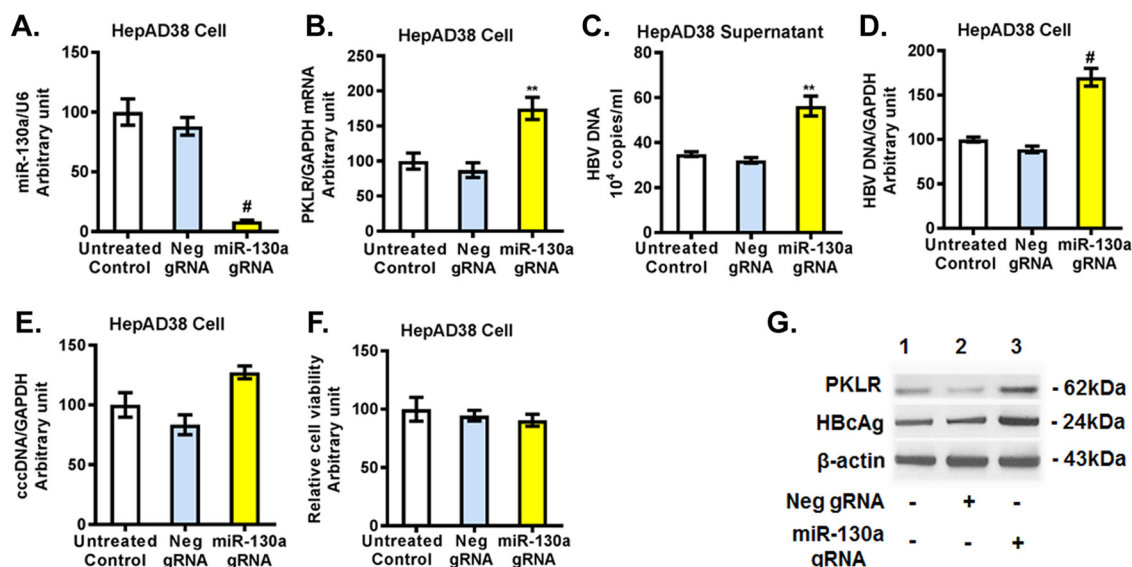 A.
HepAD38 Cell
miR-130a/U6
Arbitrary unit
150
100
50
0
#
Untreated
Control
Neg
gRNA
miR-130a
gRNA
B.
HepAD38 Cell
PKLR/GAPDH mRNA
Arbitrary unit
250
200
150
100
50
0
**
Untreated
Control
Neg
gRNA
miR-130a
gRNA
C.
HepAD38 Supernatant
HBV DNA
10⁴ copies/ml
80
60
40
20
0
**
Untreated
Control
Neg
gRNA
miR-130a
gRNA
D.
HepAD38 Cell
HBV DNA/GAPDH
Arbitrary unit
200
150
100
50
0
#
Untreated
Control
Neg
gRNA
miR-130a
gRNA
E.
HepAD38 Cell
cccDNA/GAPDH
Arbitrary unit
150
100
50
0
Untreated
Control
Neg
gRNA
miR-130a
gRNA
F.
HepAD38 Cell
Relative cell viability
Arbitrary unit
150
100
50
0
Untreated
Control
Neg
gRNA
miR-130a
gRNA
G.
1 2 3
PKLR - 62kDa
HBcAg - 24kDa
β-actin - 43kDa
Neg gRNA - + -
miR-130a - - +
gRNA